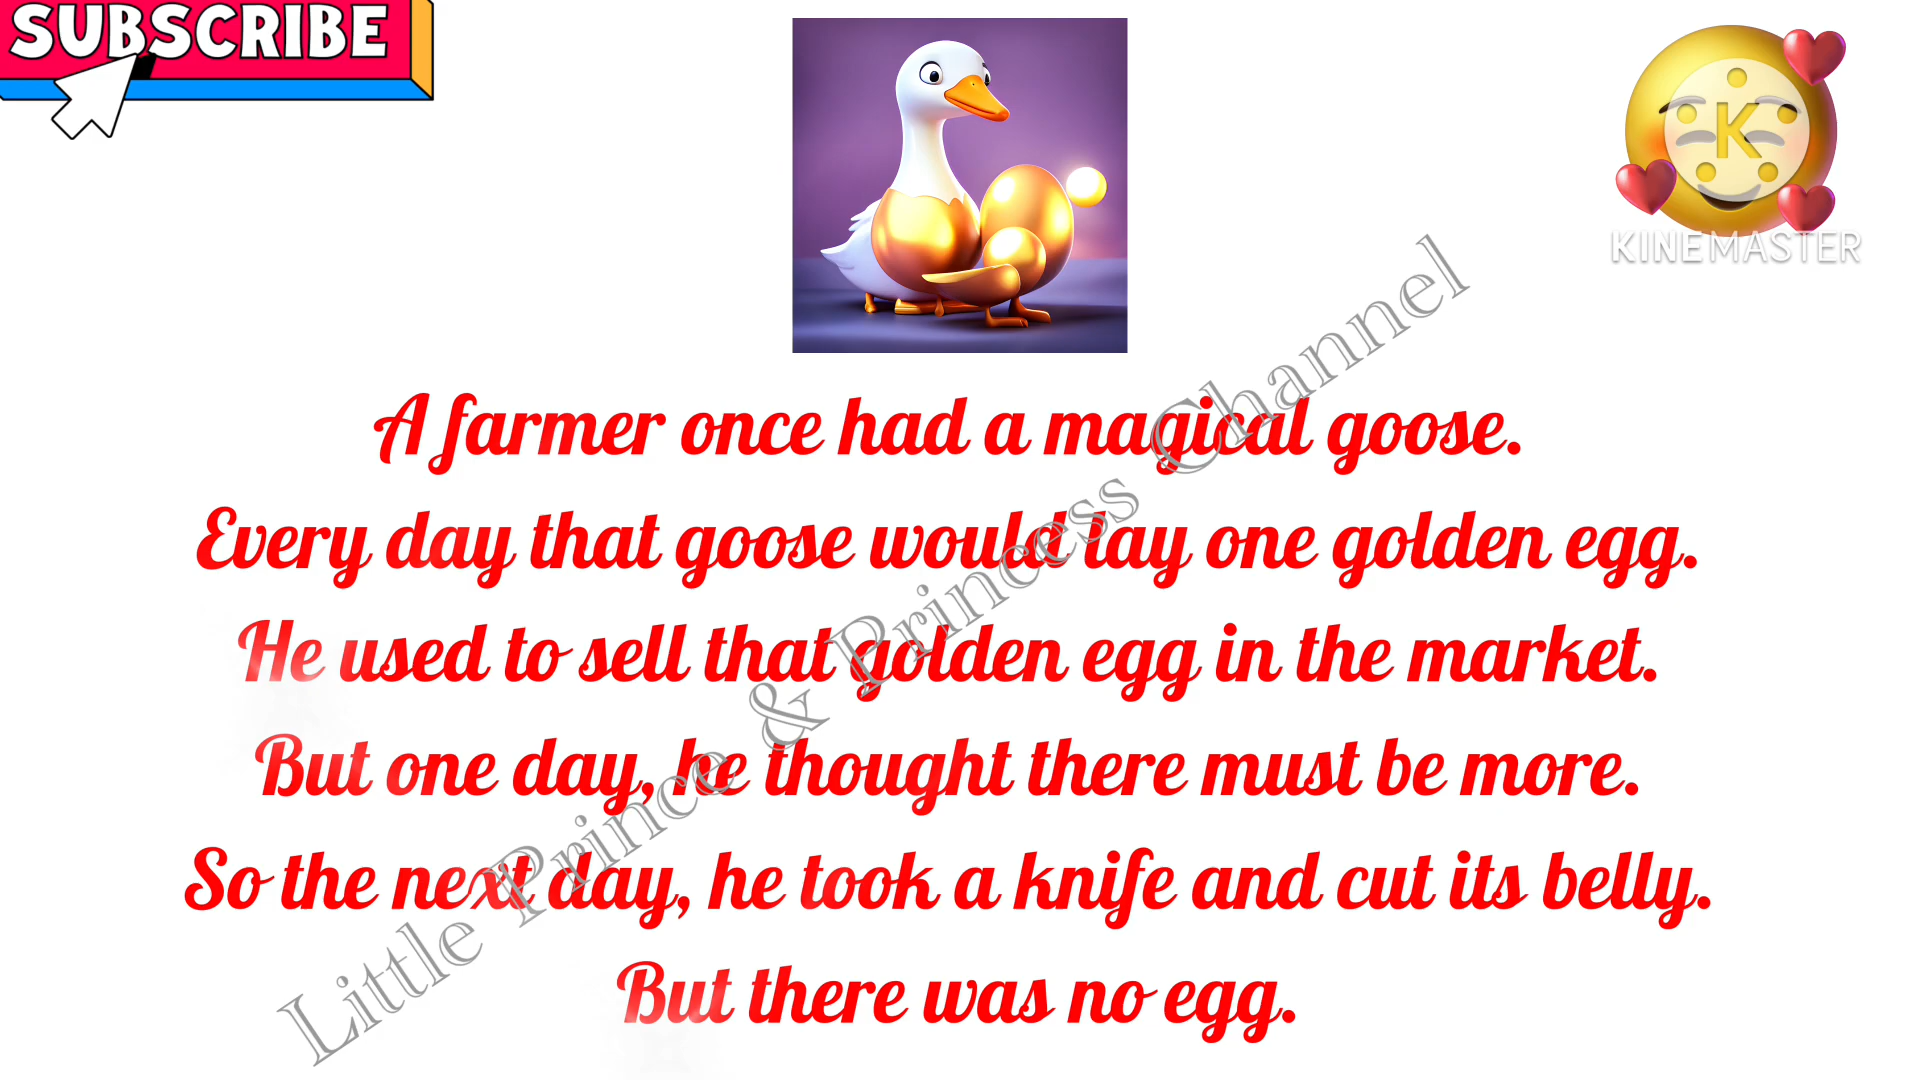 SUBSCRIBE
K
KINEMASTER
A farmer once had a magical goose.
Every day that goose would lay one golden egg.
He used to sell that golden egg in the market.
But one day, he thought there must be more.
So the next day, he took a knife and cut its belly.
But there was no egg.
Little Prince & Princess Channel